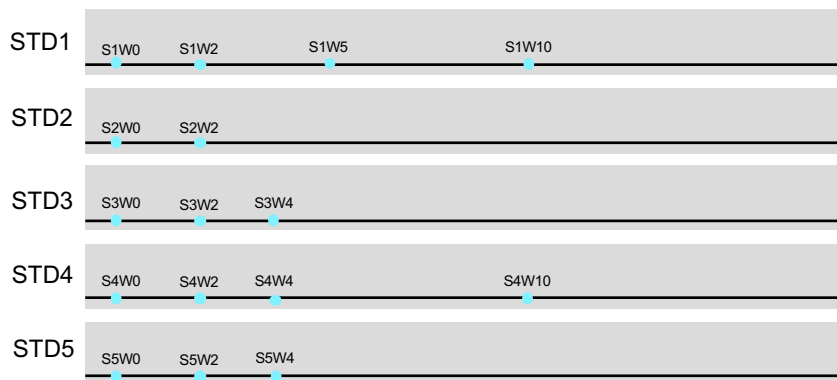 STD1 S1W0 S1W2 S1W5 S1W10
STD2 S2W0 S2W2
STD3 S3W0 S3W2 S3W4
STD4 S4W0 S4W2 S4W4 S4W10
STD5 S5W0 S5W2 S5W4